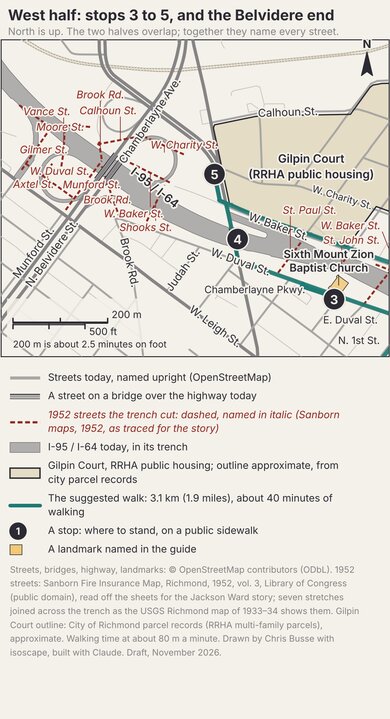 West half: stops 3 to 5, and the Belvidere end
North is up. The two halves overlap; together they name every street.
N
Brook Rd.
Chamberlayne Ave.
Vance St.
Calhoun St.
Calhoun St.
Moore St.
W. Charity St.
Gilmer St.
Gilpin Court
(RRHA public housing)
5
W. Duval St.
I-95 / I-64
Axtel St.
Munford St.
W. Charity St.
Brook Rd.
St. Paul St.
W. Baker St.
W. Baker St.
W. Baker St.
Shooks St.
St. John St.
4
Munford St.
N. Belvidere St.
Brook Rd.
Judah St.
W. Duval St.
Sixth Mount Zion
Baptist Church
Chamberlayne Pkwy.
3
W. Leigh St.
E. Duval St.
200 m
500 ft
N. 1st St.
200 m is about 2.5 minutes on foot
Streets today, named upright (OpenStreetMap)
A street on a bridge over the highway today
1952 streets the trench cut: dashed, named in italic (Sanborn
maps, 1952, as traced for the story)
I-95 / I-64 today, in its trench
Gilpin Court, RRHA public housing; outline approximate, from
city parcel records
The suggested walk: 3.1 km (1.9 miles), about 40 minutes of
walking
1
A stop: where to stand, on a public sidewalk
A landmark named in the guide
Streets, bridges, highway, landmarks: © OpenStreetMap contributors (ODbL). 1952
streets: Sanborn Fire Insurance Map, Richmond, 1952, vol. 3, Library of Congress
(public domain), read off the sheets for the Jackson Ward story; seven stretches
joined across the trench as the USGS Richmond map of 1933–34 shows them. Gilpin
Court outline: City of Richmond parcel records (RRHA multi-family parcels),
approximate. Walking time at about 80 m a minute. Drawn by Chris Busse with
isoscape, built with Claude. Draft, November 2026.